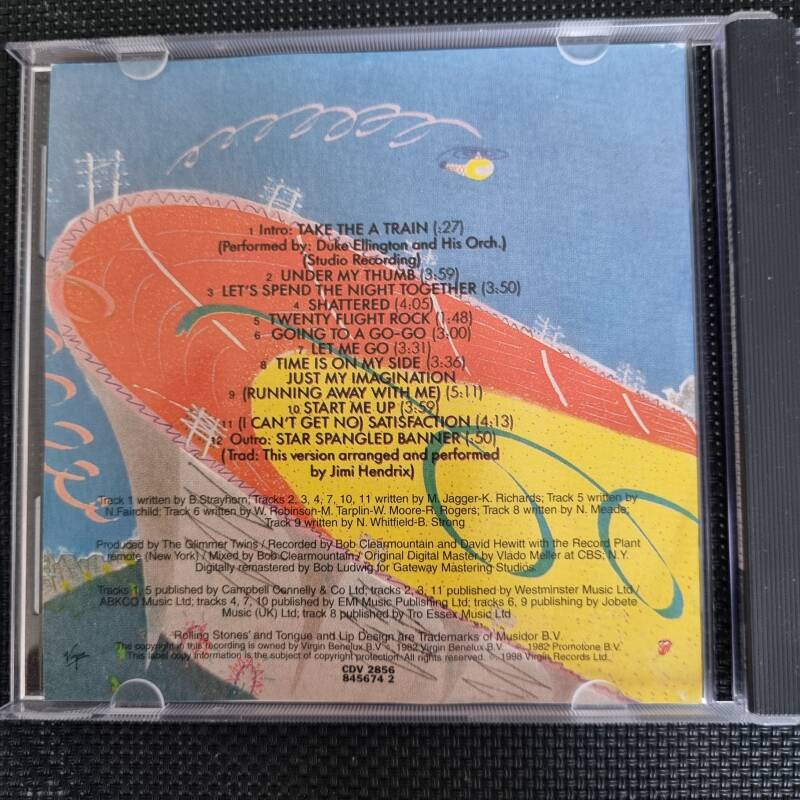 1 Intro: TAKE THE A TRAIN (:27)
(Performed by: Duke Ellington and His Orch.)
(Studio Recording)
2 UNDER MY THUMB (3:59)
3 LET'S SPEND THE NIGHT TOGETHER (3:50)
4 SHATTERED (4:05)
5 TWENTY FLIGHT ROCK (1:48)
6 GOING TO A GO-GO (3:00)
7 LET ME GO (3:31)
8 TIME IS ON MY SIDE (3:36)
JUST MY IMAGINATION
9 (RUNNING AWAY WITH ME) (5:11)
10 START ME UP (3:59)
11 (I CAN'T GET NO) SATISFACTION (4:13)
12 Outro: STAR SPANGLED BANNER (:50)
(Trad: This version arranged and performed
by Jimi Hendrix)
Track 1 written by B.Strayhorn; Tracks 2, 3, 4, 7, 10, 11 written by M. Jagger-K. Richards; Track 5 written by
N.Fairchild; Track 6 written by W. Robinson-M. Tarplin-W. Moore-R. Rogers; Track 8 written by N. Meade;
Track 9 written by N. Whitfield-B. Strong
Produced by The Glimmer Twins / Recorded by Bob Clearmountain and David Hewitt with the Record Plant
remote (New York) / Mixed by Bob Clearmountain / Original Digital Master by Vlado Meller at CBS, N.Y.
Digitally remastered by Bob Ludwig for Gateway Mastering Studios.
Tracks 1, 5 published by Campbell Connelly & Co Ltd; tracks 2, 3, 11 published by Westminster Music Ltd /
ABKCO Music Ltd; tracks 4, 7, 10 published by EMI Music Publishing Ltd; tracks 6, 9 publishing by Jobete
Music (UK) Ltd; track 8 published by Tro Essex Music Ltd
'Rolling Stones' and Tongue and Lip Design are Trademarks of Musidor B.V.
The copyright in this recording is owned by Virgin Benelux B.V ℗ 1982 Virgin Benelux B.V. © 1982 Promotone B.V.
This label copy information is the subject of copyright protection. All rights reserved. © 1998 Virgin Records Ltd.
CDV 2856
845674 2
Virgin